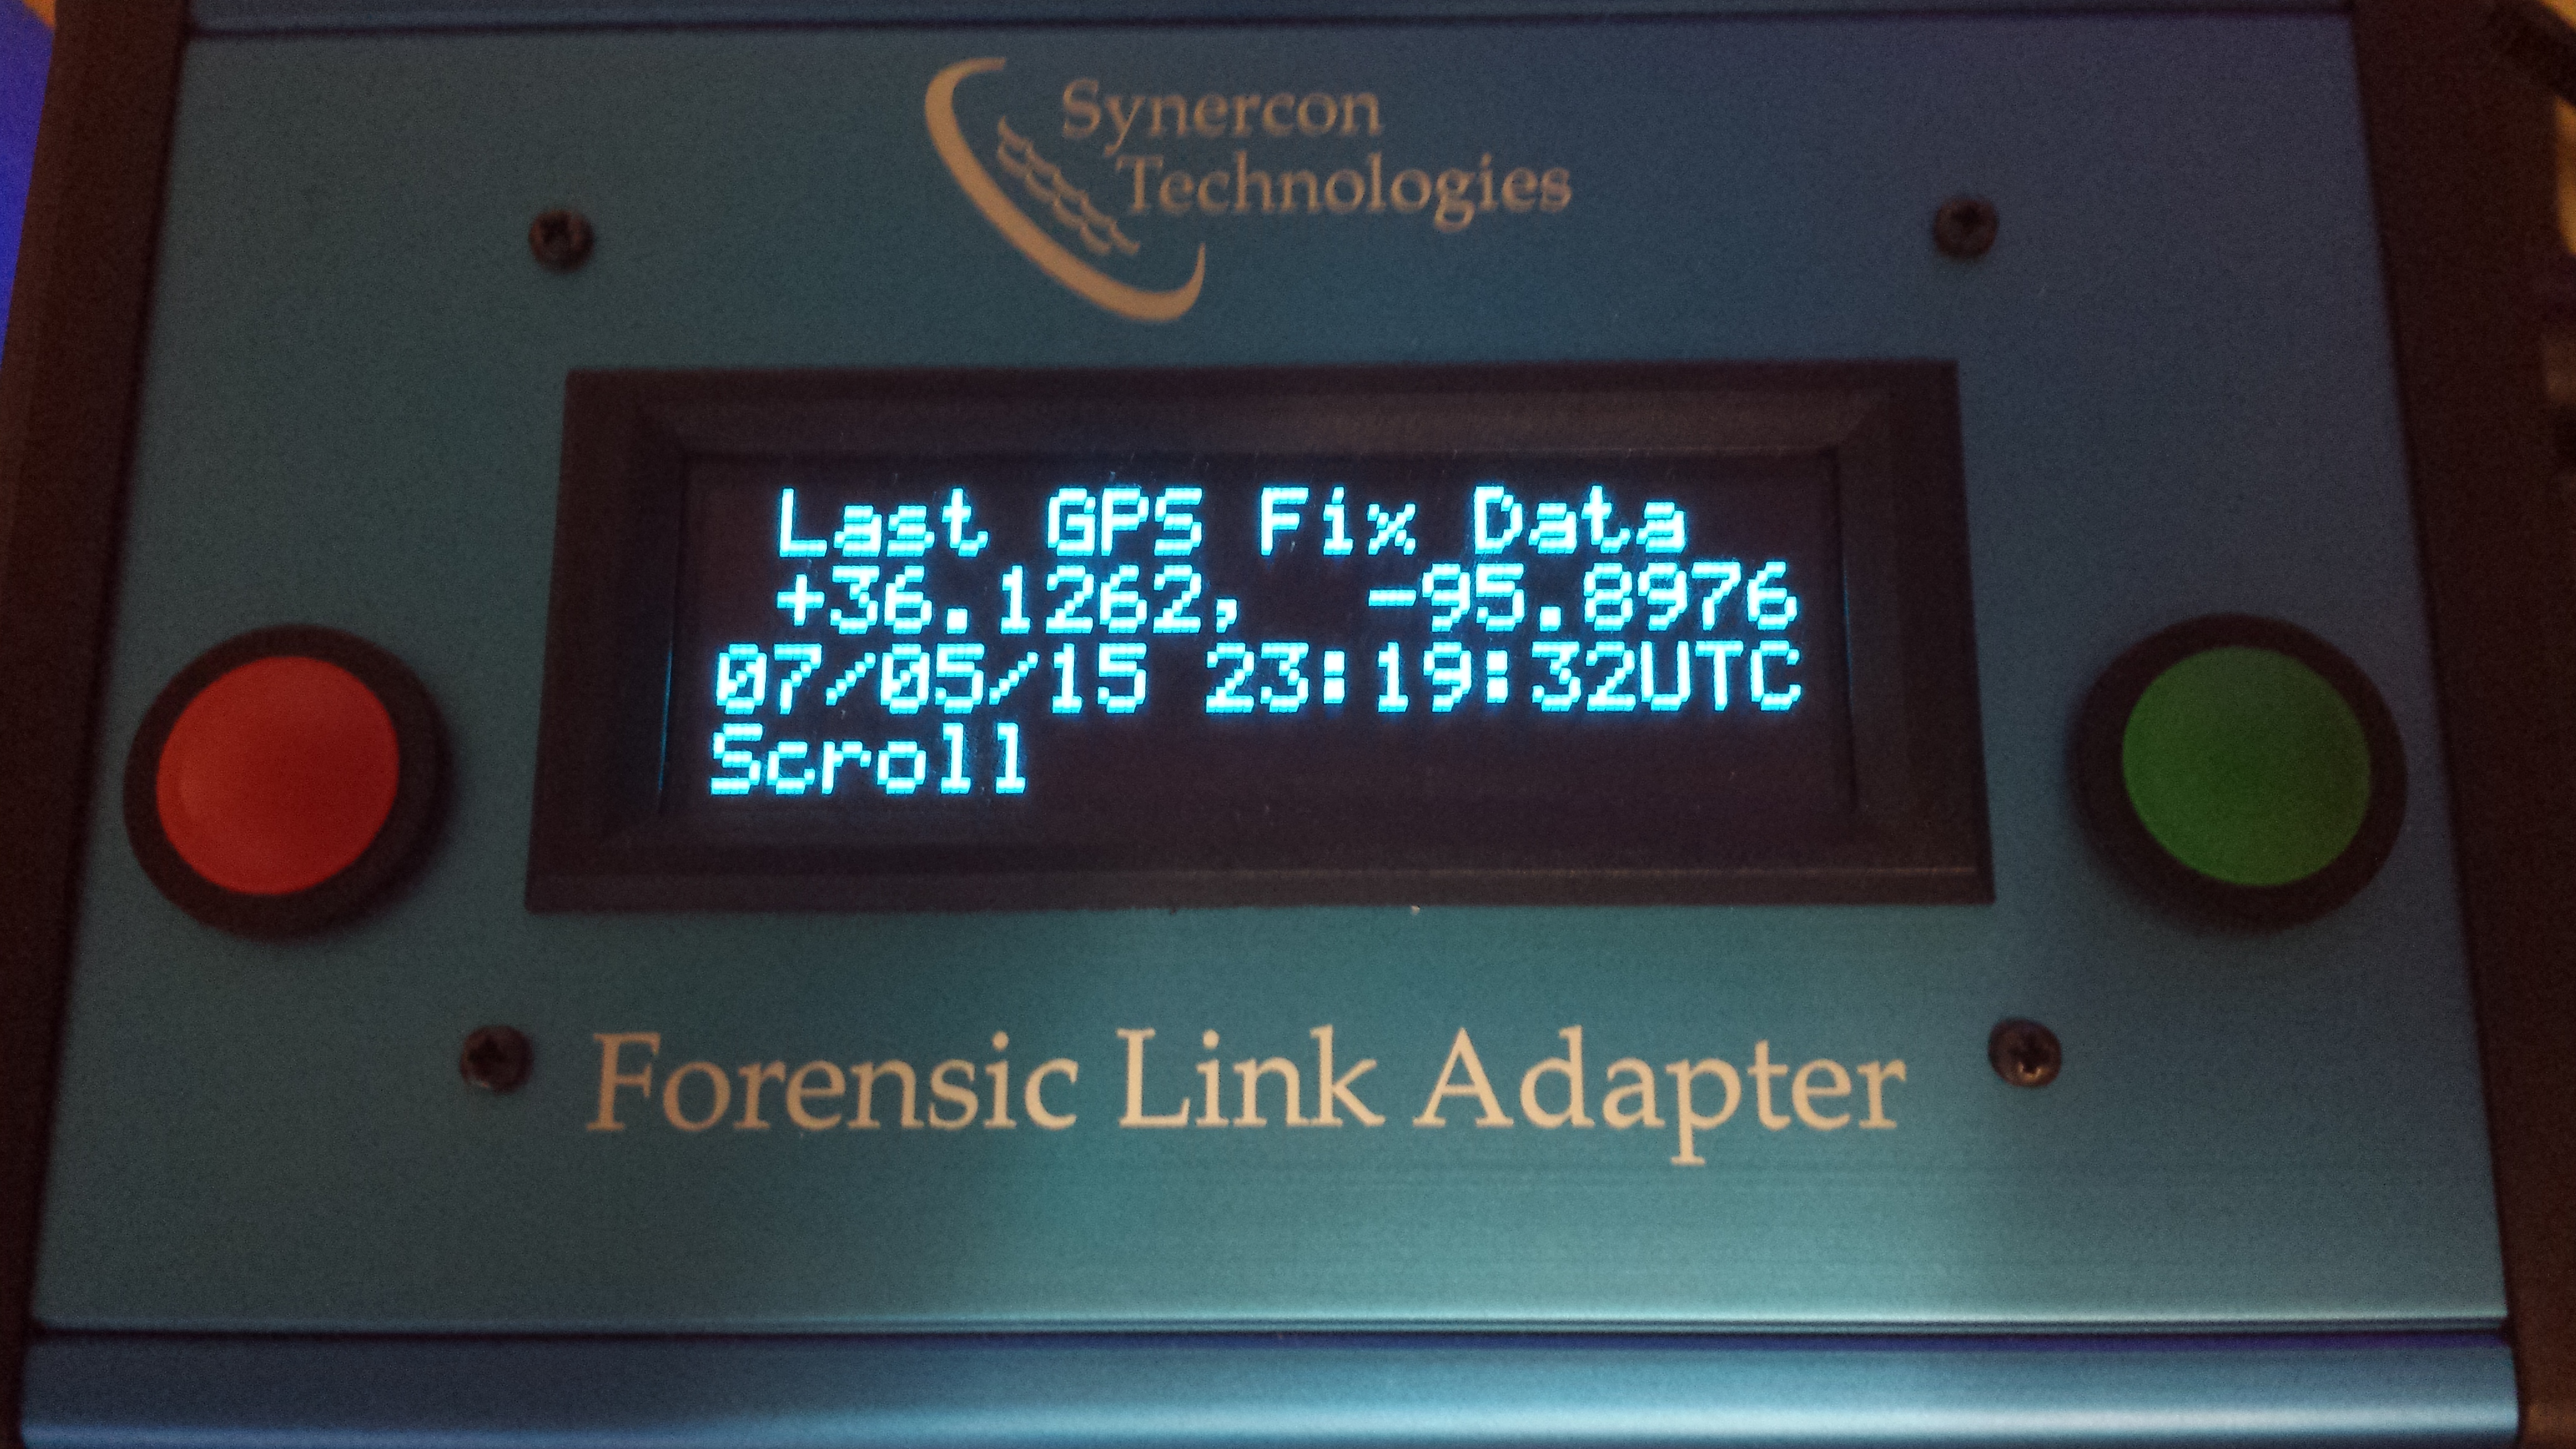 Synercon
Technologies
Last GPS Fix Data
+36.1262, -95.8976
07/05/15 23:19:32UTC
Scroll
Forensic Link Adapter